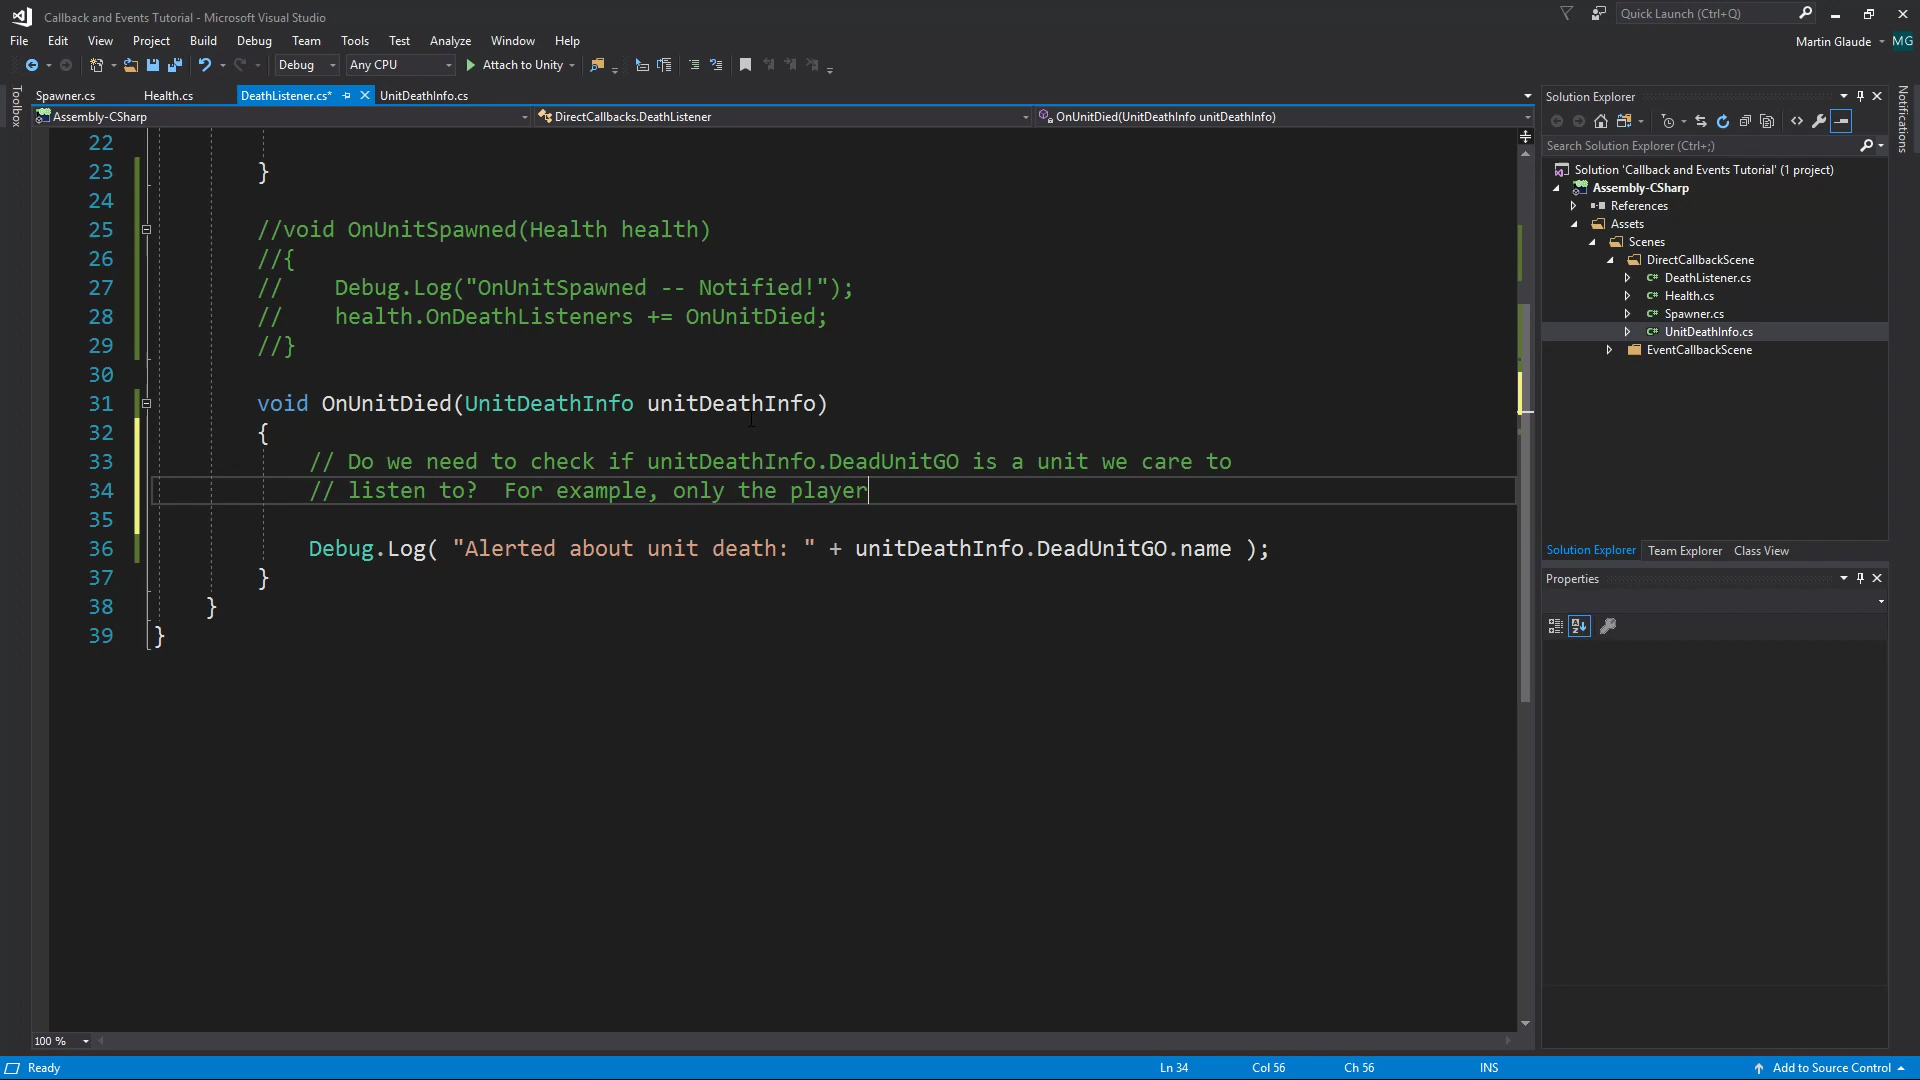 Callback and Events Tutorial - Microsoft Visual Studio
Quick Launch (Ctrl+Q)
File Edit View Project Build Debug Team Tools Test Analyze Window Help
Martin Glaude MG
Debug Any CPU Attach to Unity
Toolbox
Spawner.cs Health.cs DeathListener.cs* UnitDeathInfo.cs
Assembly-CSharp DirectCallbacks.DeathListener OnUnitDied(UnitDeathInfo unitDeathInfo)
22
23 }
24
25 //void OnUnitSpawned(Health health)
26 //{
27 // Debug.Log("OnUnitSpawned -- Notified!");
28 // health.OnDeathListeners += OnUnitDied;
29 //}
30
31 void OnUnitDied(UnitDeathInfo unitDeathInfo)
32 {
33 // Do we need to check if unitDeathInfo.DeadUnitGO is a unit we care to
34 // listen to?  For example, only the player
35
36 Debug.Log( "Alerted about unit death: " + unitDeathInfo.DeadUnitGO.name );
37 }
38 }
39 }
100 %
Solution Explorer
Search Solution Explorer (Ctrl+;)
Solution 'Callback and Events Tutorial' (1 project)
Assembly-CSharp
References
Assets
Scenes
DirectCallbackScene
C# DeathListener.cs
C# Health.cs
C# Spawner.cs
C# UnitDeathInfo.cs
EventCallbackScene
Solution Explorer Team Explorer Class View
Properties
Notifications
Ready Ln 34 Col 56 Ch 56 INS Add to Source Control